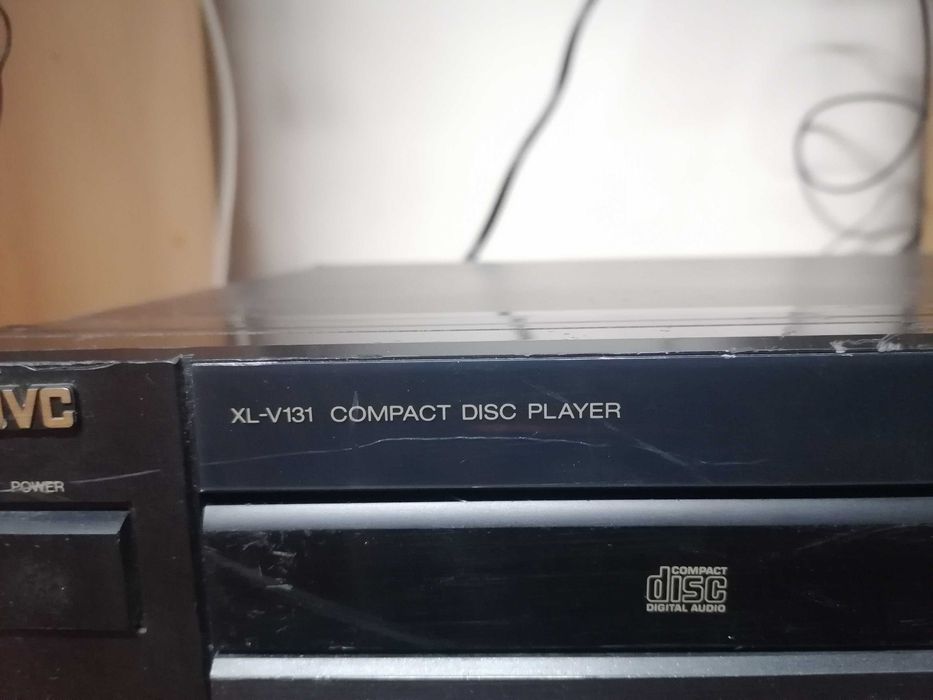 JVC
XL-V131 COMPACT DISC PLAYER
POWER
COMPACT
disc
DIGITAL AUDIO